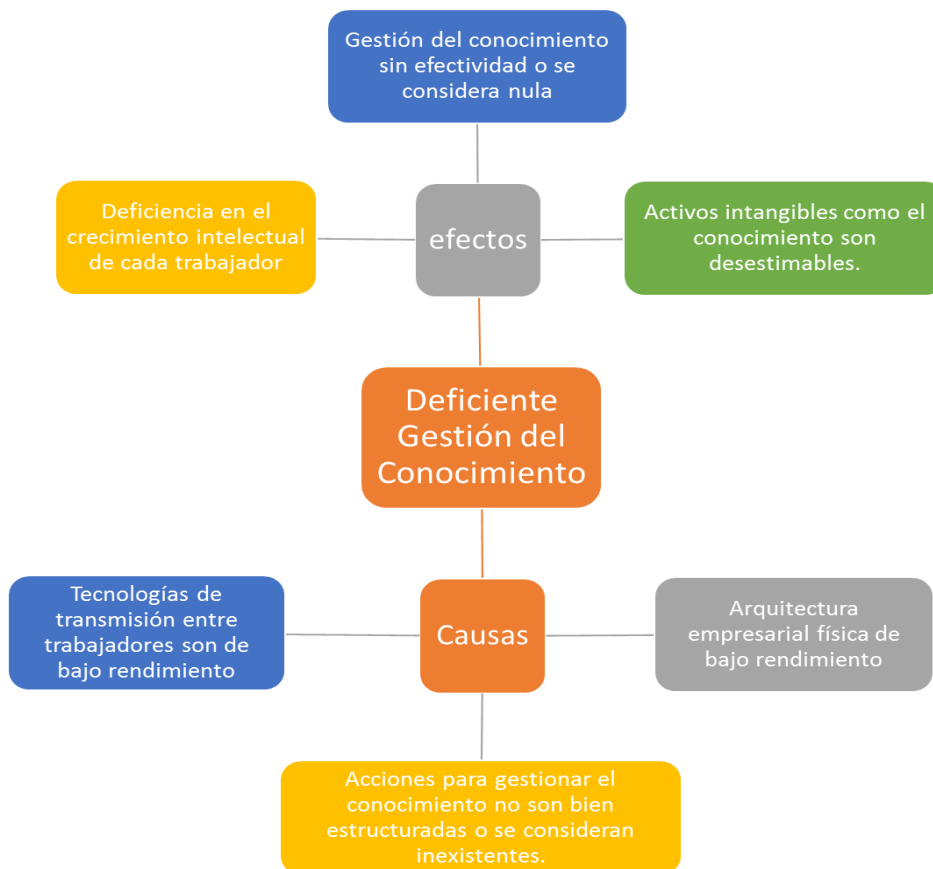 Gestión del conocimiento
sin efectividad o se
considera nula
Deficiencia en el
crecimiento intelectual
de cada trabajador
efectos
Activos intangibles como el
conocimiento son
desestimables.
Deficiente
Gestión del
Conocimiento
Tecnologías de
transmisión entre
trabajadores son de
bajo rendimiento
Causas
Arquitectura
empresarial física de
bajo rendimiento
Acciones para gestionar el
conocimiento no son bien
estructuradas o se consideran
inexistentes.